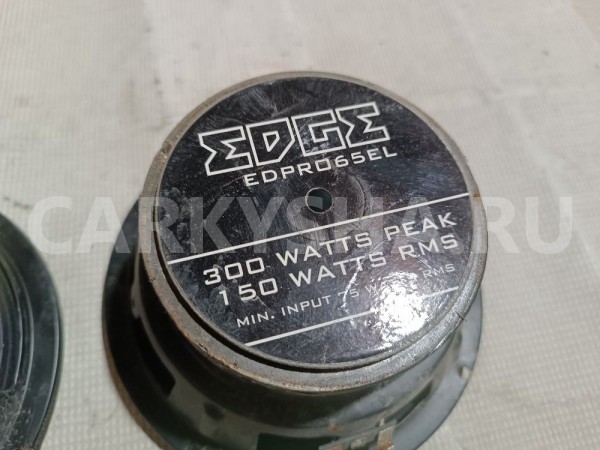 EDGE
EDPRO65EL
CARKYSHA.RU
300 WATTS PEAK
150 WATTS RMS
MIN. INPUT RMS